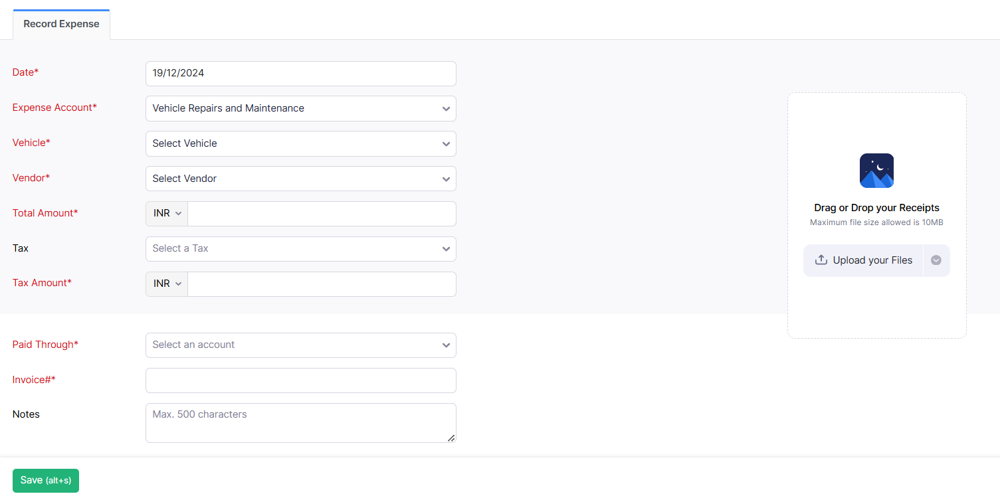 Record Expense
Date*
19/12/2024
Expense Account*
Vehicle Repairs and Maintenance
Vehicle*
Select Vehicle
Vendor*
Select Vendor
Total Amount*
INR
Tax
Select a Tax
Tax Amount*
INR
Drag or Drop your Receipts
Maximum file size allowed is 10MB
Upload your Files
Paid Through*
Select an account
Invoice#*
Notes
Max. 500 characters
Save (alt+s)